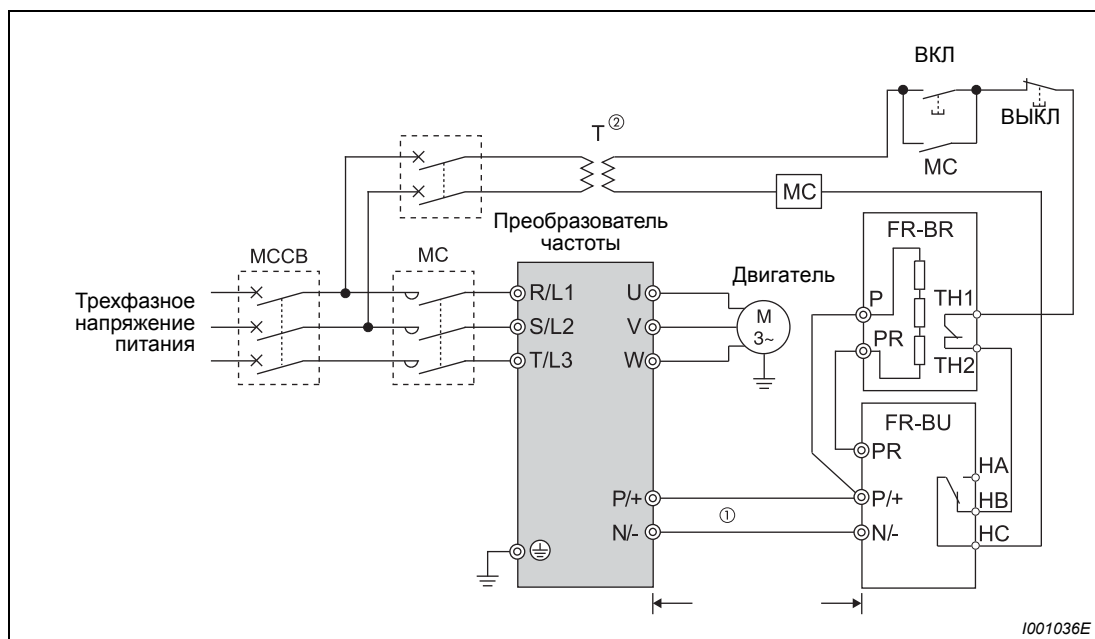 ВКЛ
ВЫКЛ
MC
T ②
MC
Преобразователь
частоты
FR-BR
MCCB
MC
Двигатель
Трехфазное
напряжение
питания
R/L1
U
S/L2
V
T/L3
W
M
3~
P
TH1
PR
TH2
FR-BU
PR
HA
P/+
P/+
HB
①
N/-
N/-
HC
I001036E